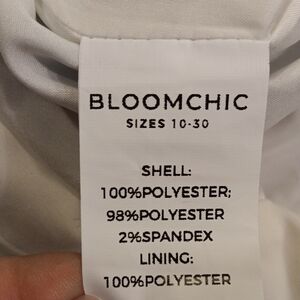 BLOOMCHIC
SIZES 10-30
SHELL:
100%POLYESTER;
98%POLYESTER
2%SPANDEX
LINING:
100%POLYESTER